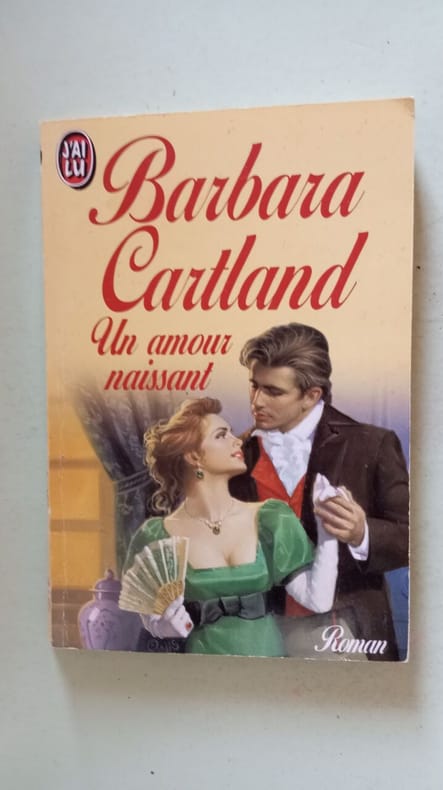 J'AI
LU
Barbara
Cartland
Un amour
naissant
Roman